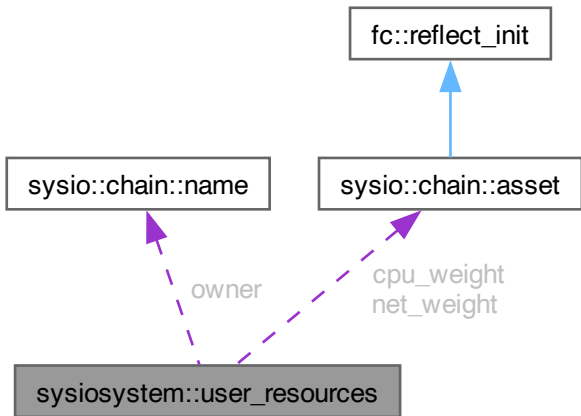 fc::reflect_init
sysio::chain::name
sysio::chain::asset
owner
cpu_weight
net_weight
sysiosystem::user_resources